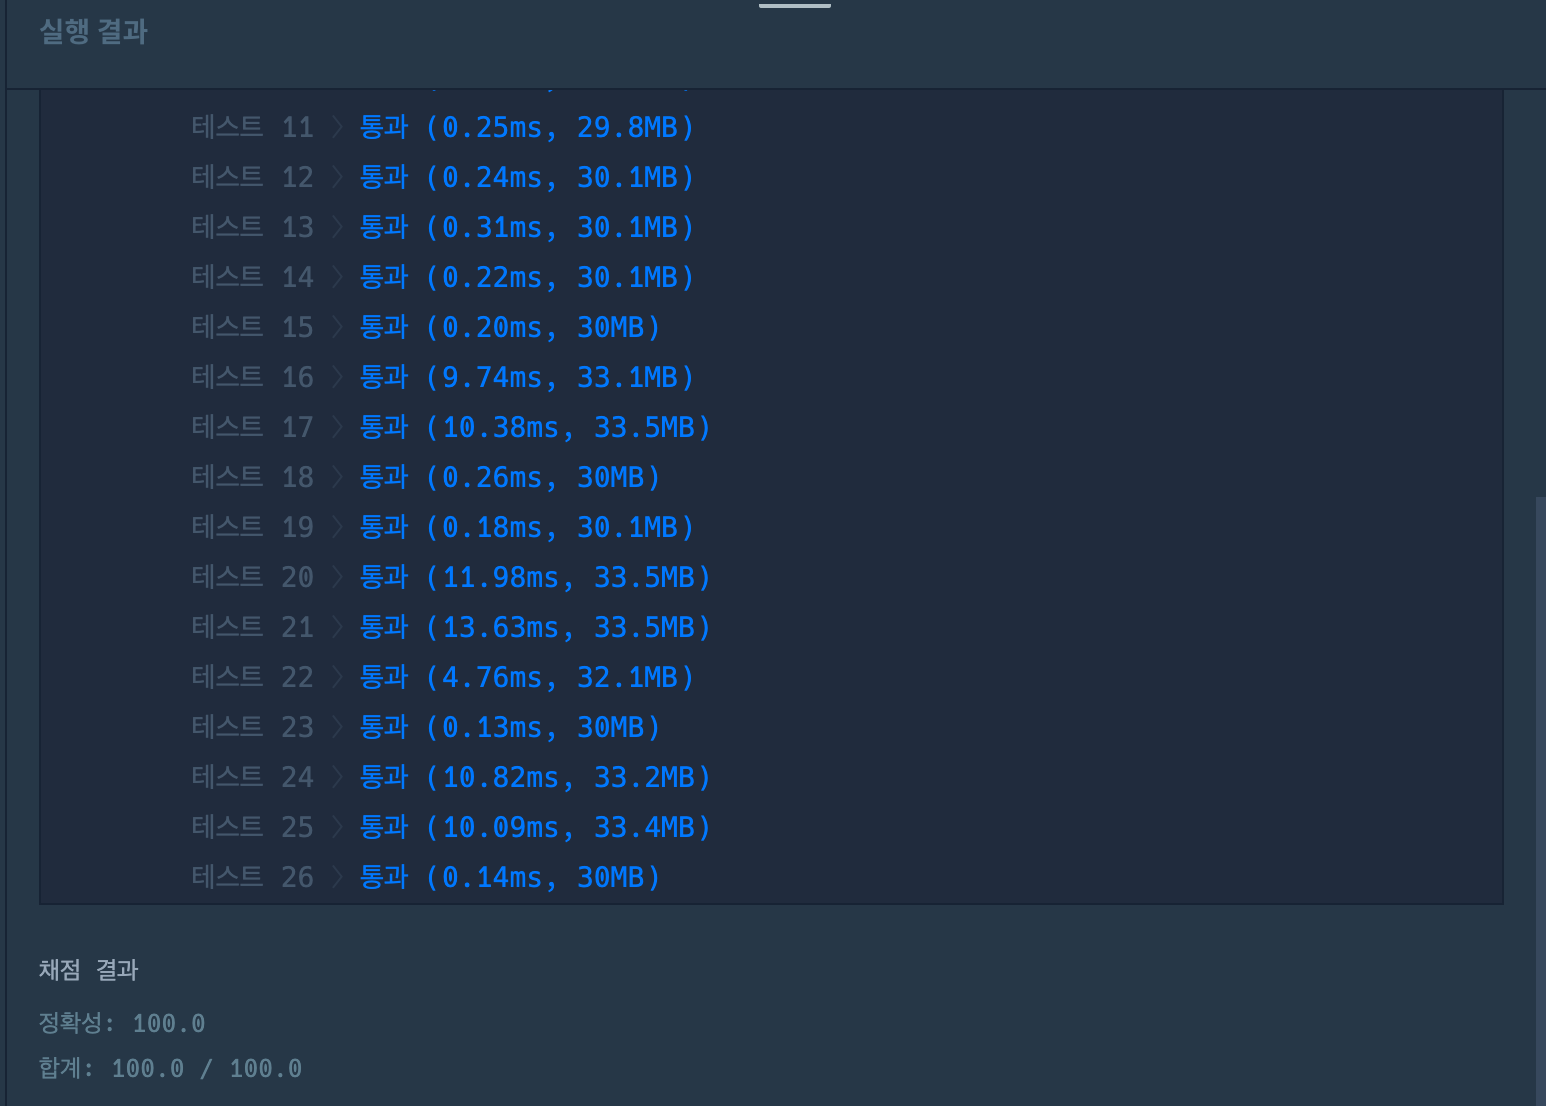 실행 결과
테스트 11 〉 통과 (0.25ms, 29.8MB)
테스트 12 〉 통과 (0.24ms, 30.1MB)
테스트 13 〉 통과 (0.31ms, 30.1MB)
테스트 14 〉 통과 (0.22ms, 30.1MB)
테스트 15 〉 통과 (0.20ms, 30MB)
테스트 16 〉 통과 (9.74ms, 33.1MB)
테스트 17 〉 통과 (10.38ms, 33.5MB)
테스트 18 〉 통과 (0.26ms, 30MB)
테스트 19 〉 통과 (0.18ms, 30.1MB)
테스트 20 〉 통과 (11.98ms, 33.5MB)
테스트 21 〉 통과 (13.63ms, 33.5MB)
테스트 22 〉 통과 (4.76ms, 32.1MB)
테스트 23 〉 통과 (0.13ms, 30MB)
테스트 24 〉 통과 (10.82ms, 33.2MB)
테스트 25 〉 통과 (10.09ms, 33.4MB)
테스트 26 〉 통과 (0.14ms, 30MB)
채점 결과
정확성: 100.0
합계: 100.0 / 100.0